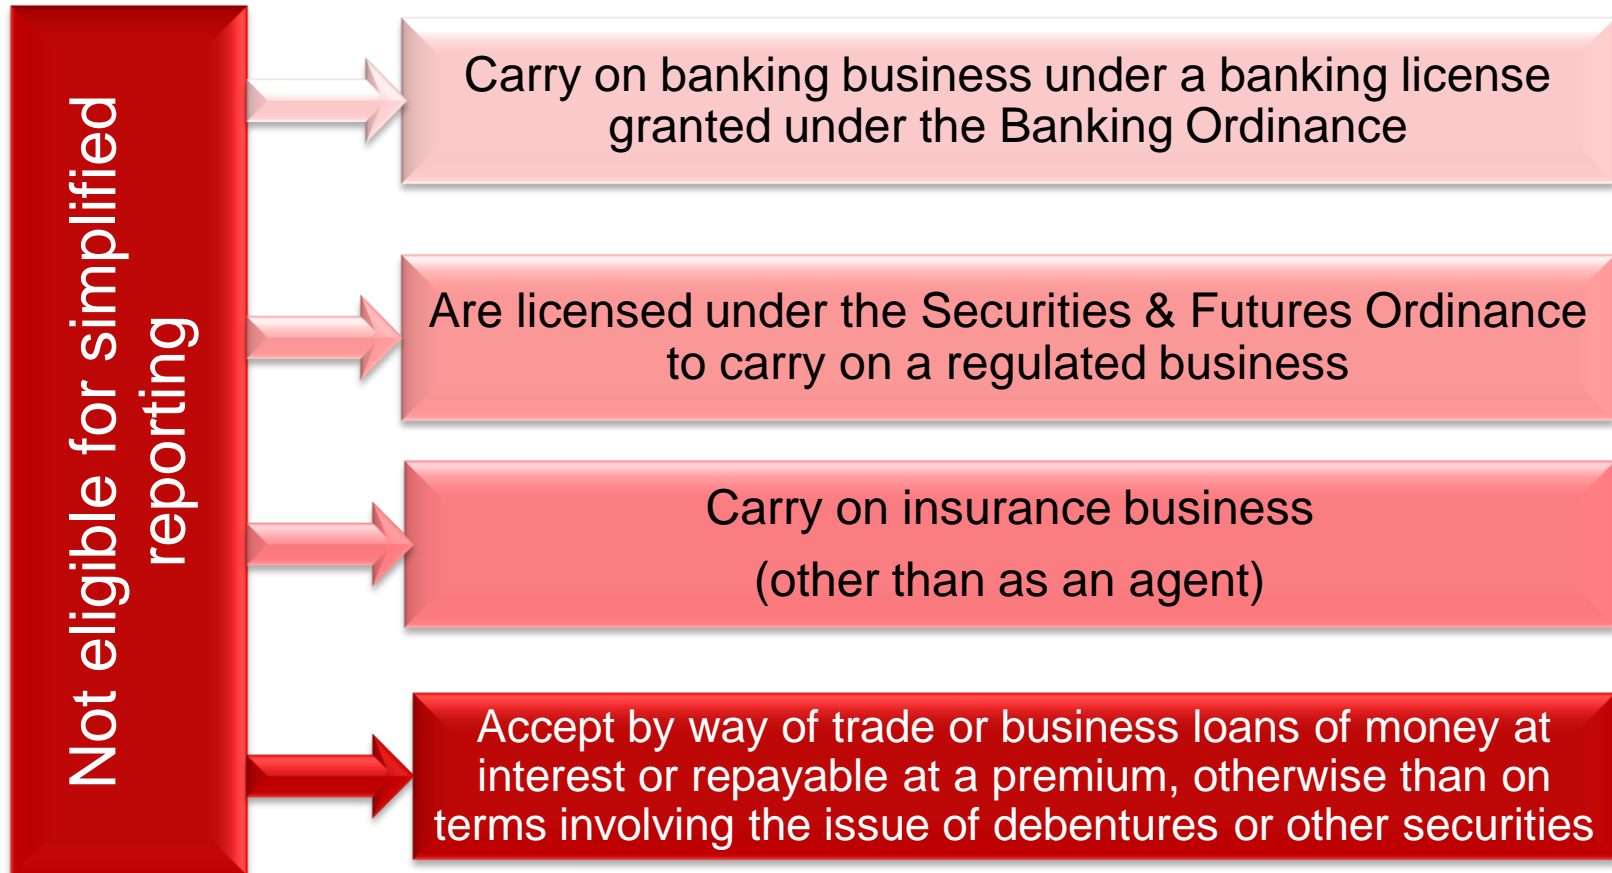 Not eligible for simplified
reporting
Carry on banking business under a banking license
granted under the Banking Ordinance
Are licensed under the Securities & Futures Ordinance
to carry on a regulated business
Carry on insurance business
(other than as an agent)
Accept by way of trade or business loans of money at
interest or repayable at a premium, otherwise than on
terms involving the issue of debentures or other securities